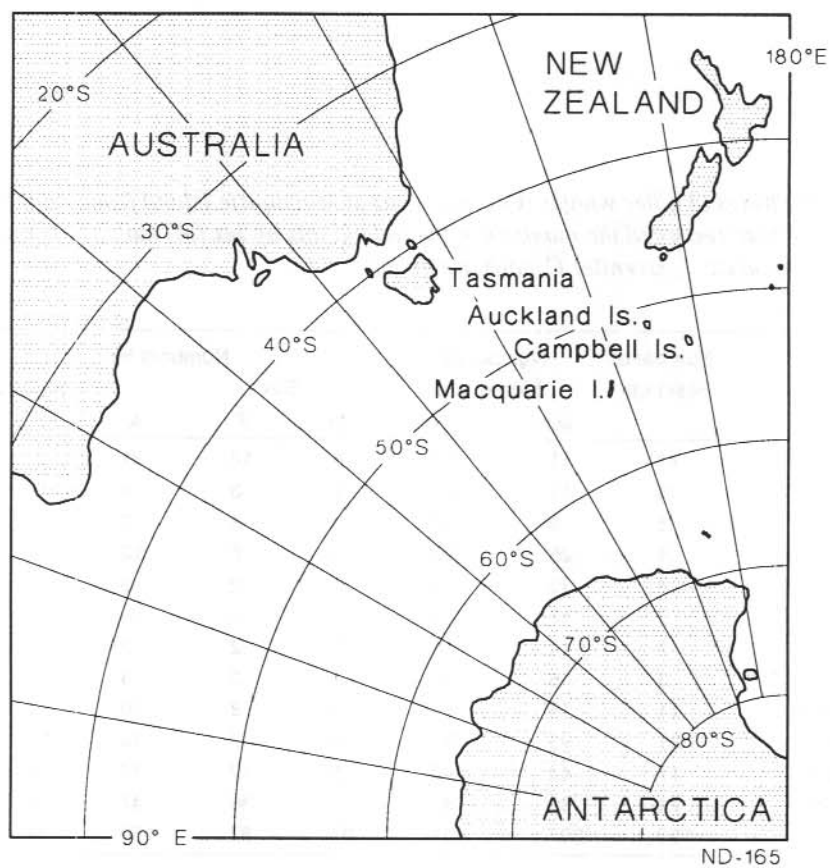 180°E
NEW
ZEALAND
20°S
AUSTRALIA
30°S
Tasmania
Auckland Is.
40°S
Campbell Is.
Macquarie I.
50°S
60°S
70°S
80°S
ANTARCTICA
90° E
ND-165